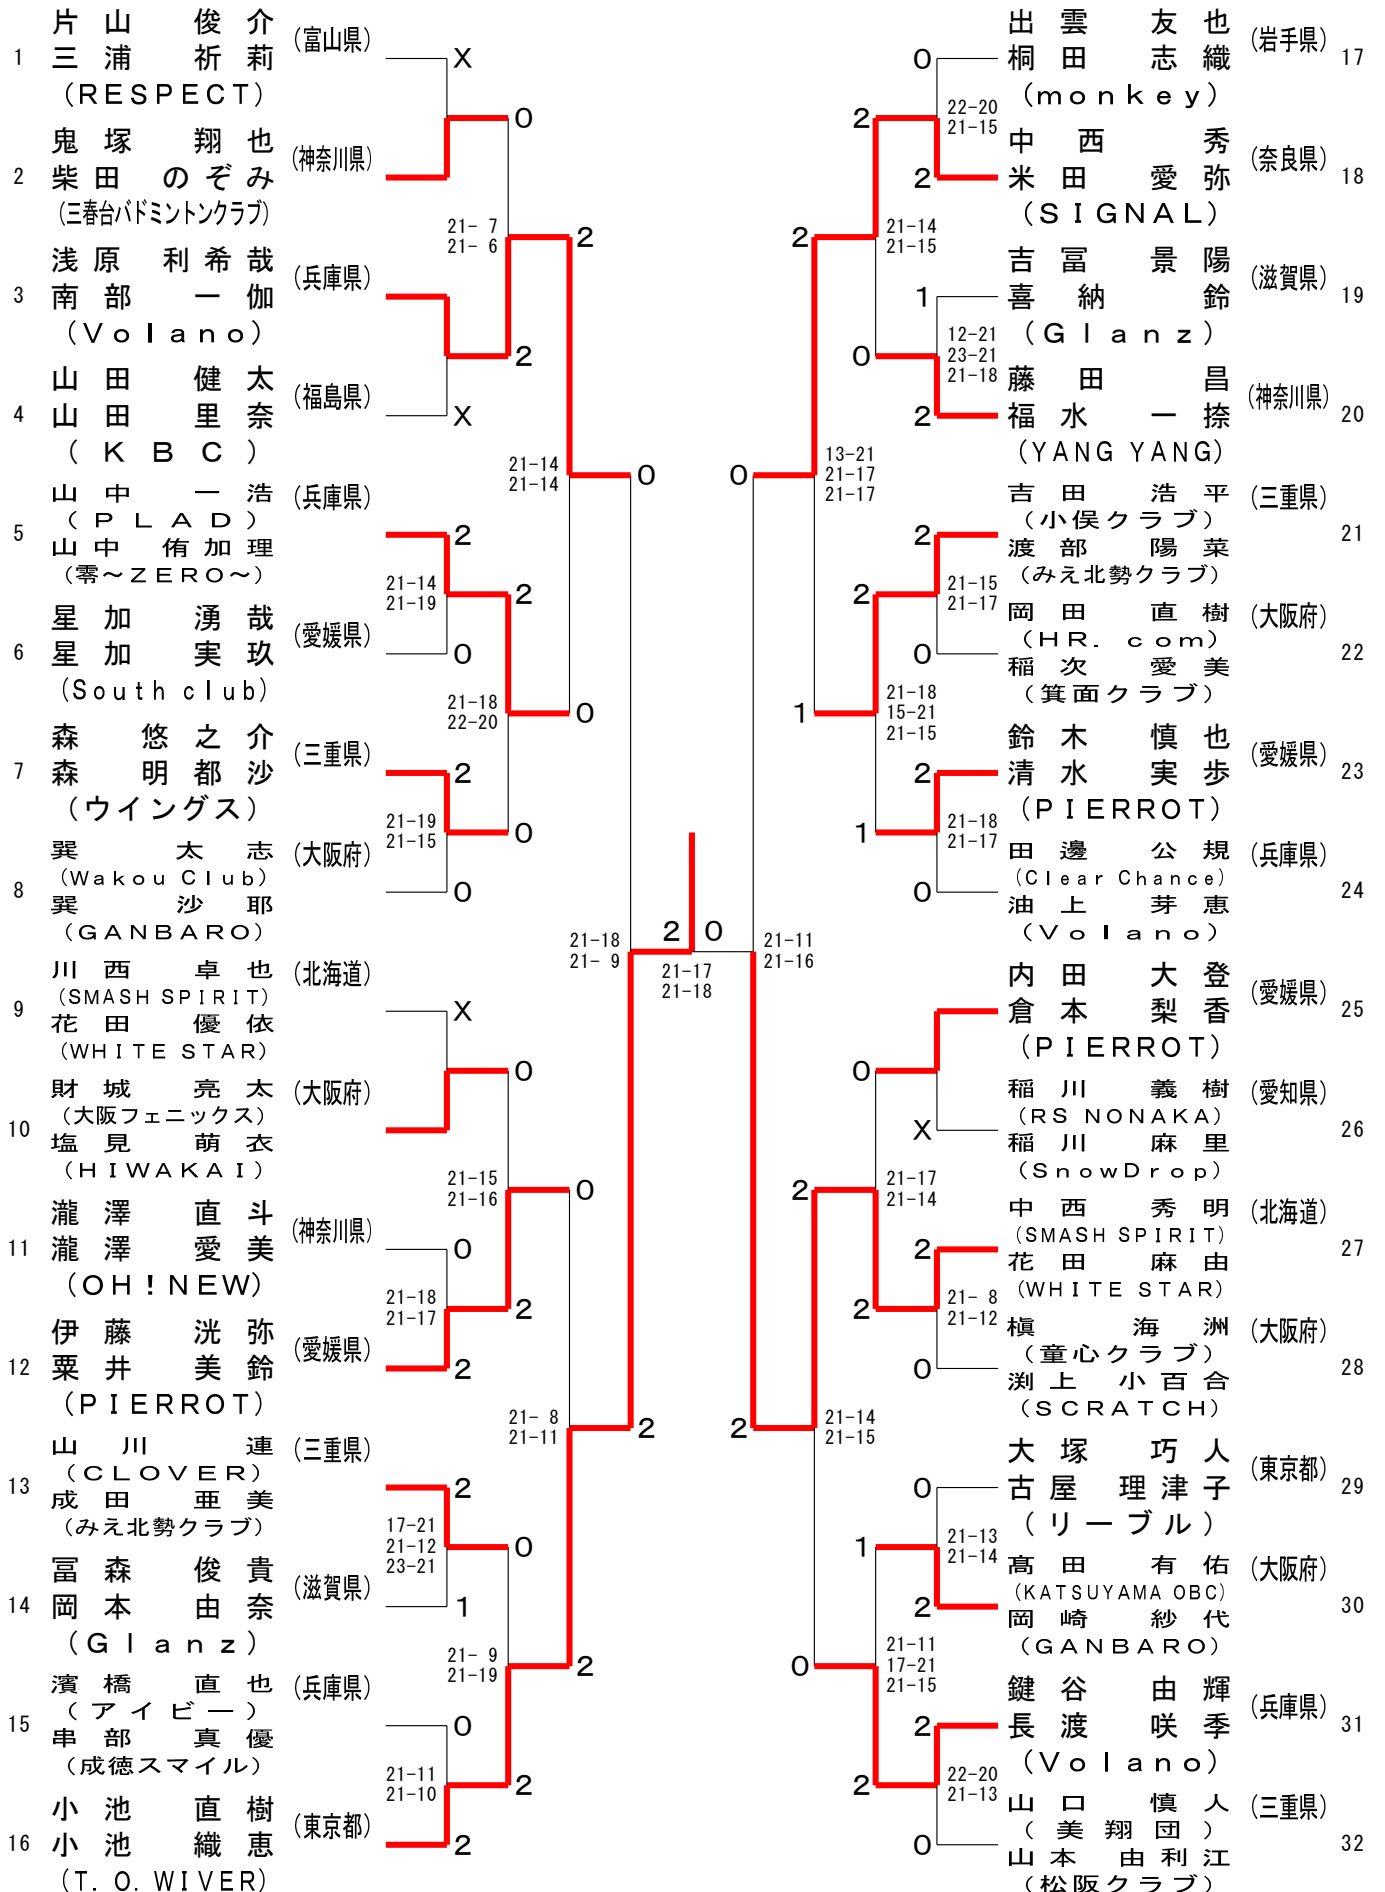 片山 俊介
(富山県)
1
三浦 祈莉
X
(RESPECT)
0
鬼塚 翔也
(神奈川県)
2
柴田 のぞみ
(三春台バドミントンクラブ)
21- 7
21- 6
2
浅原 利希哉
(兵庫県)
3
南部 一伽
(Volano)
2
山田 健太
(福島県)
4
山田 里奈
X
(KBC)
21-14
21-14
0
山中 一浩
(兵庫県)
(PLAD)
5
2
山中 侑加理
(零～ZERO～)
21-14
21-19
2
星加 湧哉
(愛媛県)
6
星加 実玖
0
(South club)
21-18
22-20
0
森 悠之介
(三重県)
7
森 明都沙
2
(ウイングス)
21-19
21-15
0
巽 太志
(大阪府)
(Wakou Club)
8
0
巽 沙耶
(GANBARO)
21-18
21- 9
2 0
21-17
21-18
川西 卓也
(北海道)
(SMASH SPIRIT)
9
X
花田 優依
(WHITE STAR)
0
財城 亮太
(大阪府)
(大阪フェニックス)
10
塩見 萌衣
(HIWAKAI)
21-15
21-16
0
瀧澤 直斗
(神奈川県)
11
瀧澤 愛美
0
(OH!NEW)
21-18
21-17
2
伊藤 洸弥
(愛媛県)
12
粟井 美鈴
2
(PIERROT)
21- 8
21-11
2
山川 連
(三重県)
(CLOVER)
13
2
成田 亜美
(みえ北勢クラブ)
17-21
21-12
23-21
0
冨森 俊貴
(滋賀県)
14
岡本 由奈
1
(Glanz)
21- 9
21-19
2
濱橋 直也
(兵庫県)
(アイビー)
15
0
串部 真優
(成徳スマイル)
21-11
21-10
2
小池 直樹
(東京都)
16
小池 織恵
2
(T. O. WIVER)
出雲 友也
(岩手県)
0
桐田 志織
17
(monkey)
22-20
21-15
2
中西 秀
(奈良県)
2
米田 愛弥
18
(SIGNAL)
2
21-14
21-15
吉冨 景陽
(滋賀県)
1
喜納 鈴
19
(Glanz)
12-21
23-21
21-18
0
藤田 昌
(神奈川県)
2
福水 一捺
20
(YANG YANG)
0
13-21
21-17
21-17
吉田 浩平
(三重県)
(小俣クラブ)
2
21
渡部 陽菜
(みえ北勢クラブ)
2
21-15
21-17
岡田 直樹
(大阪府)
(HR. com)
0
22
稲次 愛美
(箕面クラブ)
1
21-18
15-21
21-15
鈴木 慎也
(愛媛県)
2
清水 実歩
23
(PIERROT)
1
21-18
21-17
田邊 公規
(兵庫県)
(Clear Chance)
0
24
油上 芽恵
(Volano)
21-11
21-16
内田 大登
(愛媛県)
倉本 梨香
25
(PIERROT)
0
稲川 義樹
(愛知県)
(RS NONAKA)
X
26
稲川 麻里
(SnowDrop)
2
21-17
21-14
中西 秀明
(北海道)
(SMASH SPIRIT)
2
27
花田 麻由
(WHITE STAR)
2
21- 8
21-12
槇 海洲
(大阪府)
(童心クラブ)
0
28
渕上 小百合
(SCRATCH)
2
21-14
21-15
大塚 巧人
(東京都)
0
古屋 理津子
29
(リーブル)
1
21-13
21-14
髙田 有佑
(大阪府)
(KATSUYAMA OBC)
2
30
岡崎 紗代
(GANBARO)
0
21-11
17-21
21-15
鍵谷 由輝
(兵庫県)
2
長渡 咲季
31
(Volano)
2
22-20
21-13
山口 慎人
(三重県)
(美翔団)
0
32
山本 由利江
(松阪クラブ)